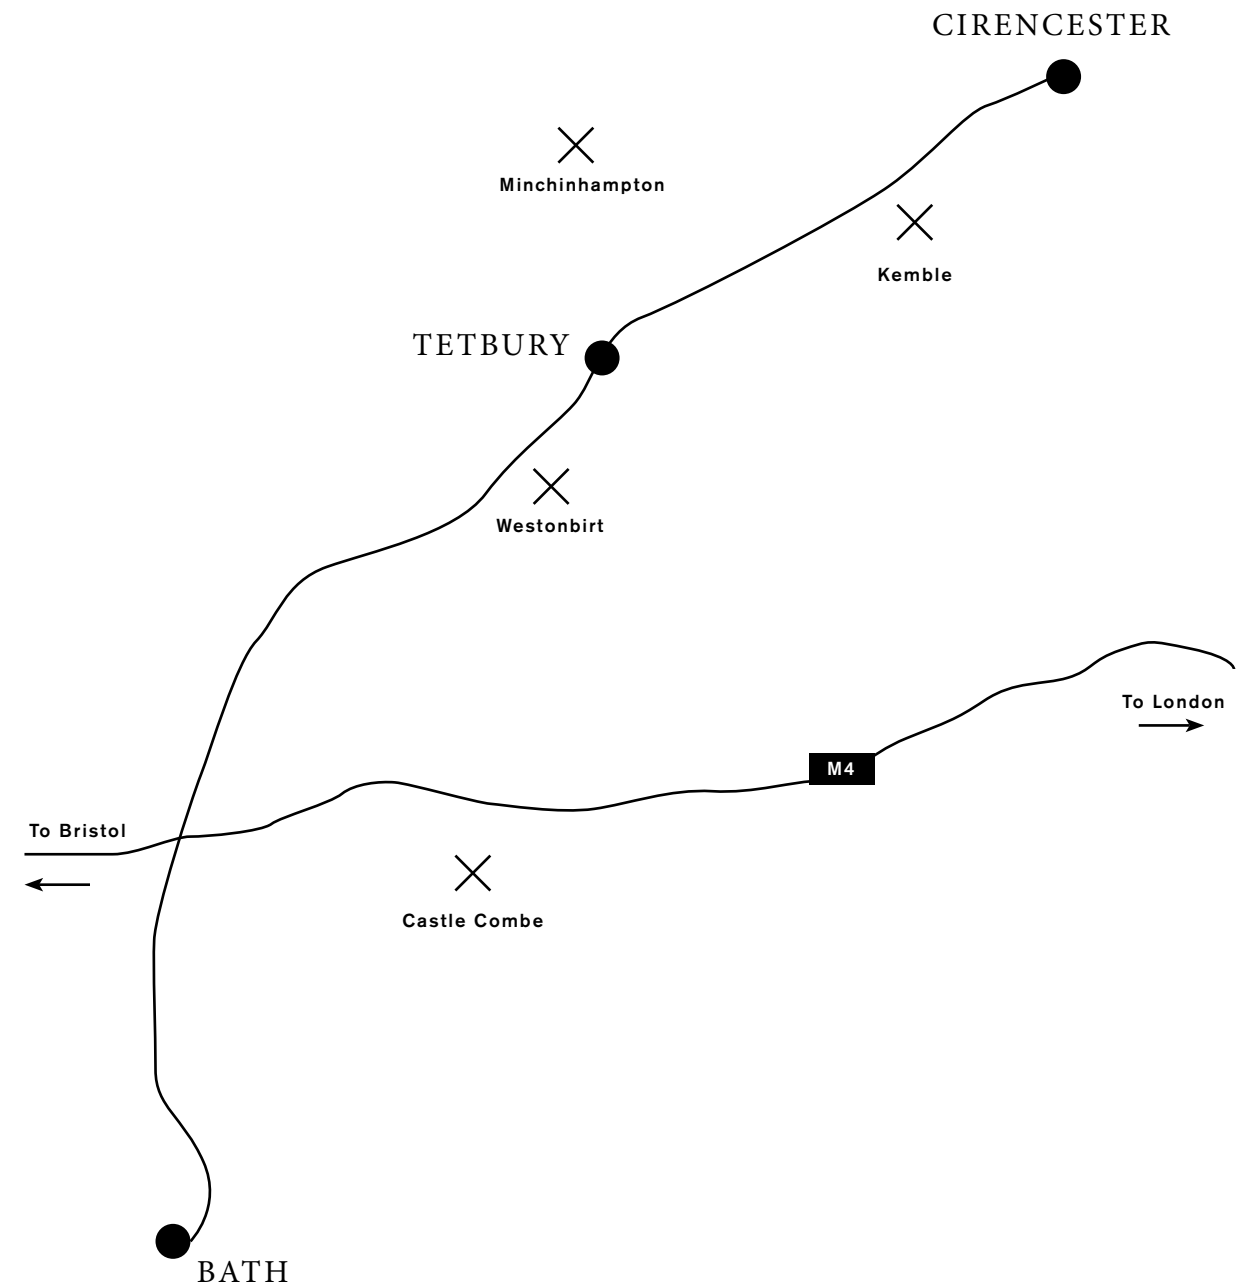 CIRENCESTER
Minchinhampton
Kemble
TETBURY
Westonbirt
To London
M4
To Bristol
Castle Combe
BATH